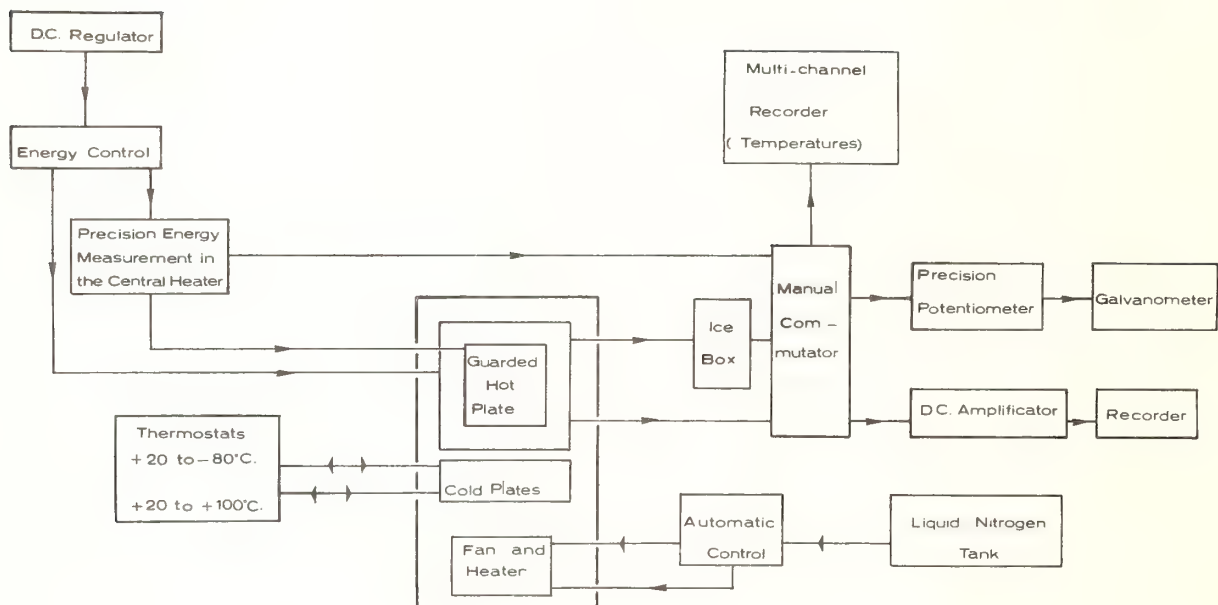 D.C. Regulator
Energy Control
Precision Energy
Measurement in
the Central Heater
Multi-channel
Recorder
( Temperatures)
Manual
Com -
mutator
Precision
Potentiometer
Galvanometer
Ice
Box
Guarded
Hot
Plate
D.C. Amplificator
Recorder
Thermostats
+20 to -80°C.
+20 to +100°C.
Cold Plates
Fan and
Heater
Automatic
Control
Liquid Nitrogen
Tank